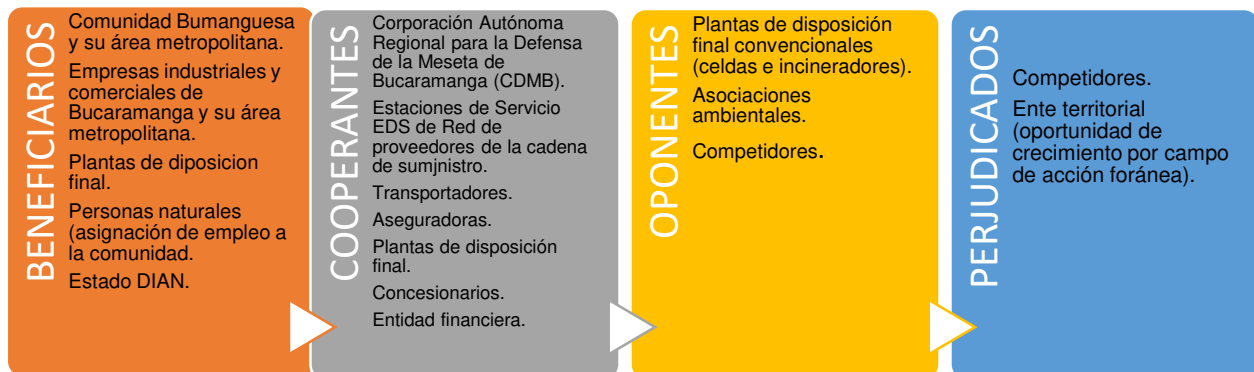 BENEFICIARIOS
Comunidad Bumanguesa
y su área metropolitana.
Empresas industriales y
comerciales de
Bucaramanga y su área
metropolitana.
Plantas de diposicion
final.
Personas naturales
(asignación de empleo a
la comunidad.
Estado DIAN.
COOPERANTES
Corporación Autónoma
Regional para la Defensa
de la Meseta de
Bucaramanga (CDMB).
Estaciones de Servicio
EDS de Red de
proveedores de la cadena
de sumjnistro.
Transportadores.
Aseguradoras.
Plantas de disposición
final.
Concesionarios.
Entidad financiera.
OPONENTES
Plantas de disposición
final convencionales
(celdas e incineradores).
Asociaciones
ambientales.
Competidores.
PERJUDICADOS
Competidores.
Ente territorial
(oportunidad de
crecimiento por campo
de acción foránea).